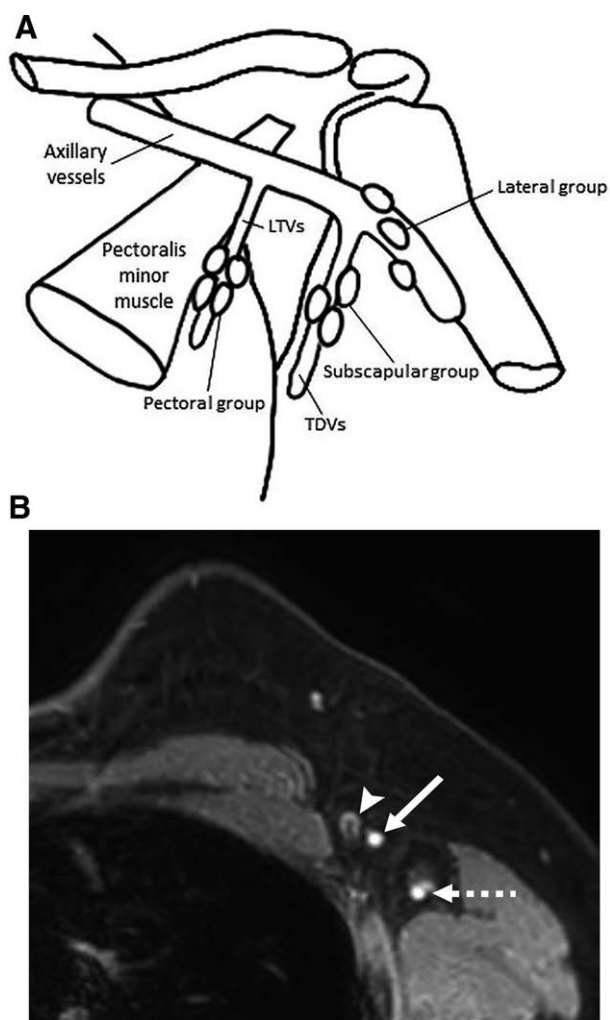 A
Axillary
vessels
Lateral group
LTVs
Pectoralis
minor
muscle
Subscapular group
Pectoral group
TDVs
B